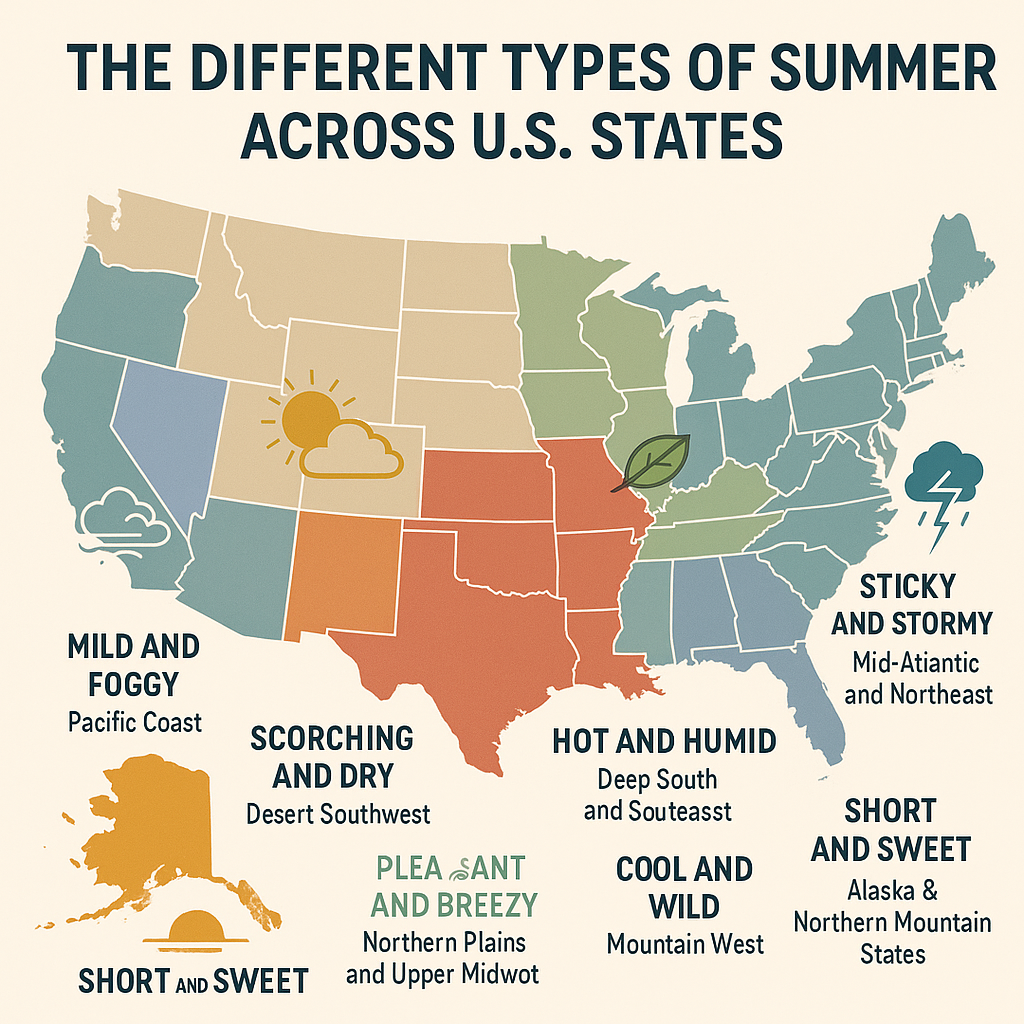 THE DIFFERENT TYPES OF SUMMER
ACROSS U.S. STATES
STICKY
AND STORMY
Mid-Atiantic
and Northeast
MILD AND
FOGGY
Pacific Coast
SCORCHING
AND DRY
Desert Southwest
HOT AND HUMID
Deep South
and Souteasst
SHORT
AND SWEET
Alaska &
Northern Mountain
States
PLEA ANT
AND BREEZY
Northern Plains
and Upper Midwot
COOL AND
WILD
Mountain West
SHORT AND SWEET